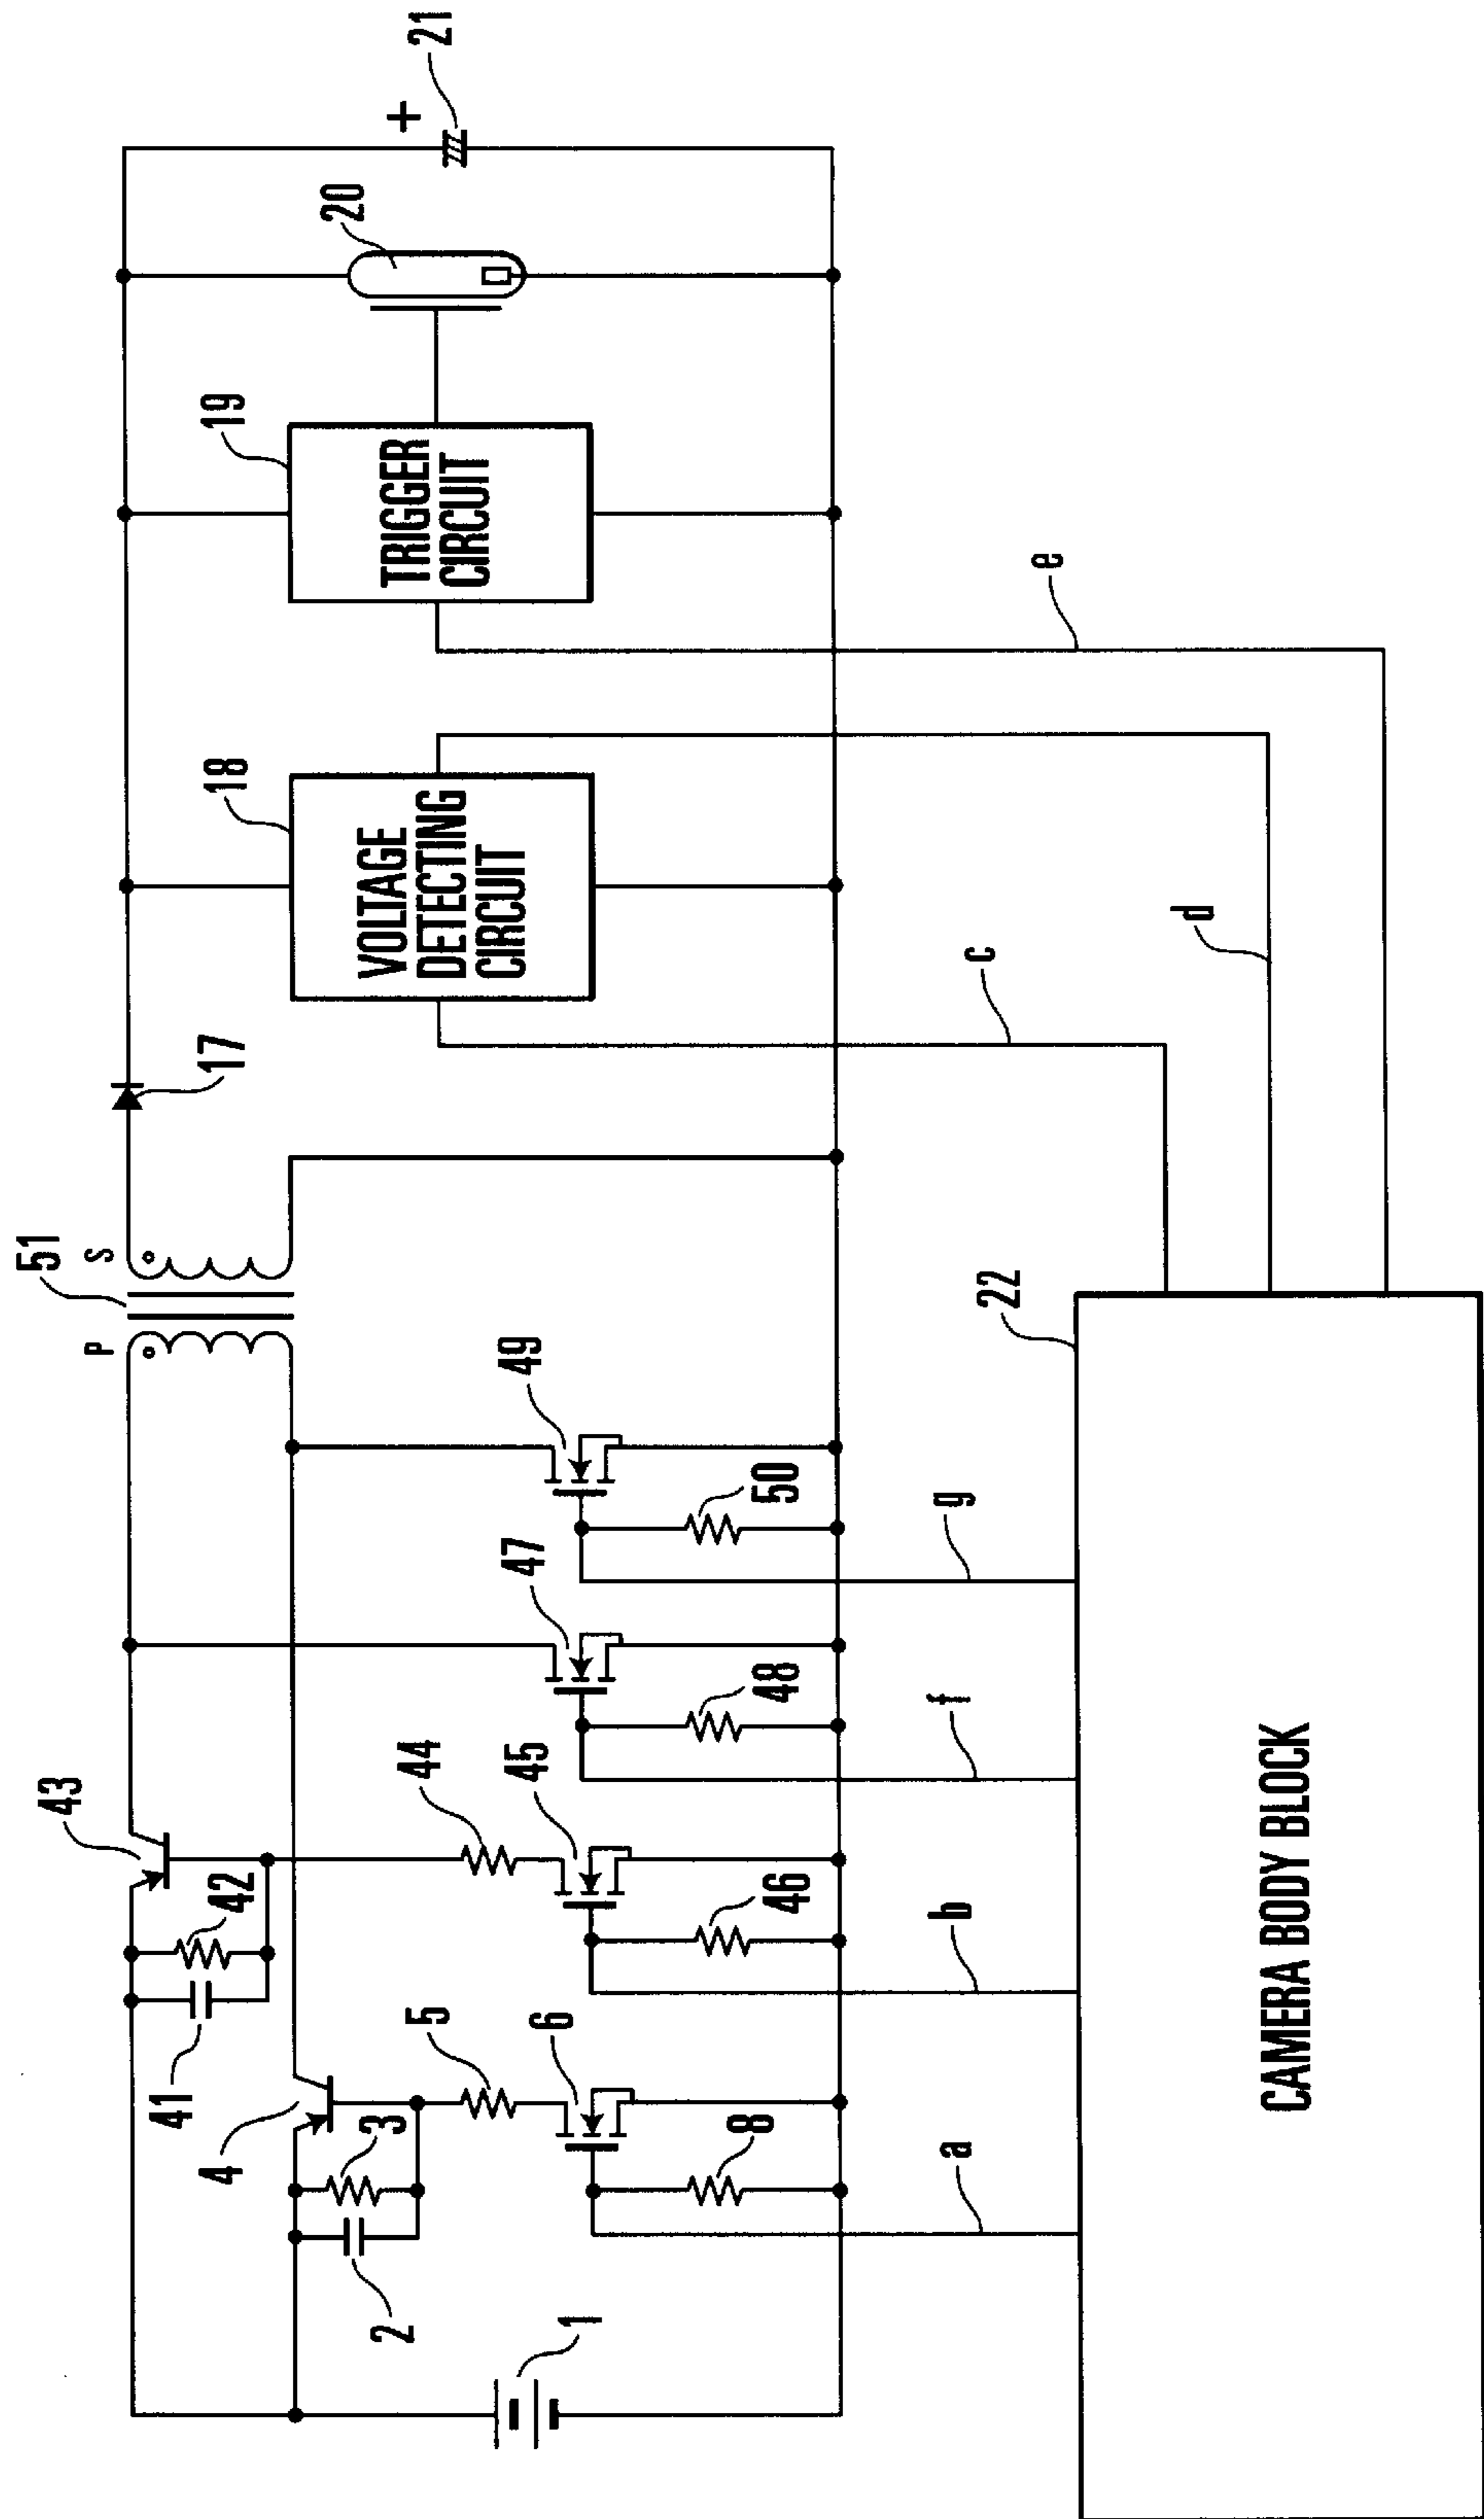 51
P
S
17
18
VOLTAGE
DETECTING
CIRCUIT
19
TRIGGER
CIRCUIT
20
+
21
43
42
41
4
3
2
1
5
6
8
44
45
46
47
48
49
50
a
b
f
g
c
d
e
22
CAMERA BODY BLOCK